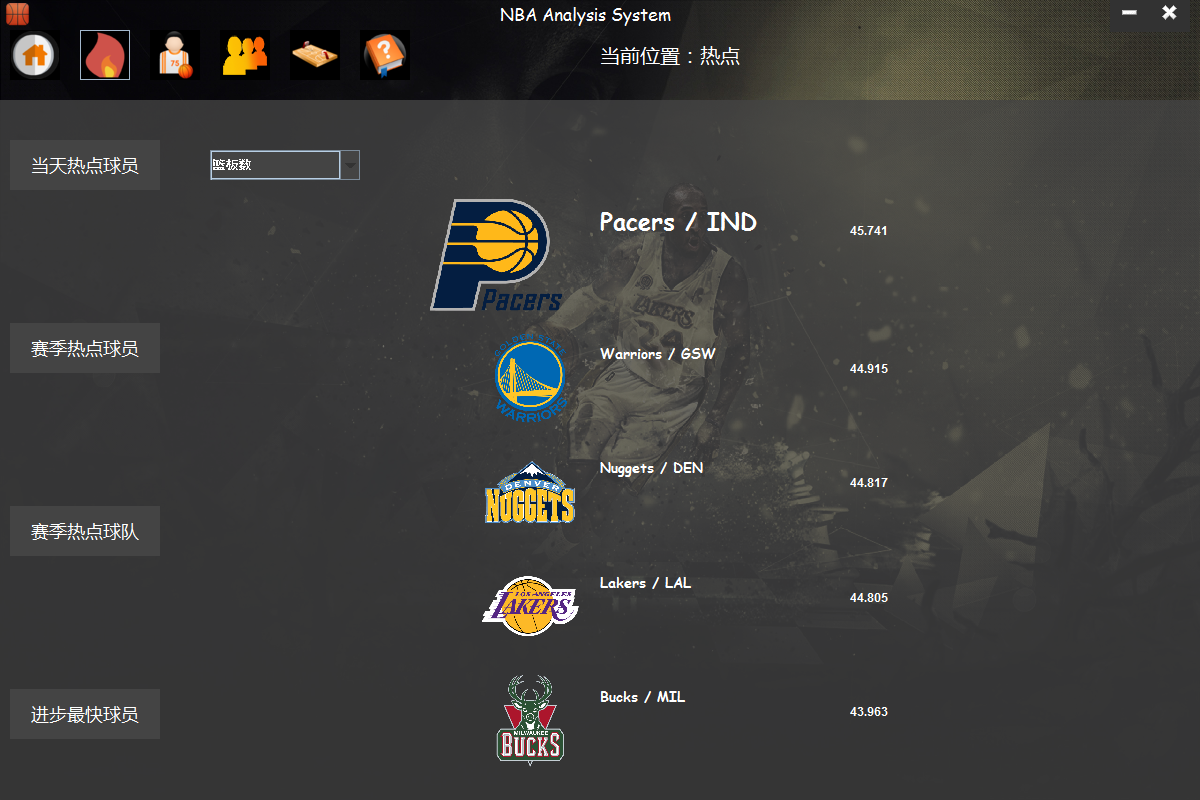 NBA Analysis System
当前位置：热点
75
当天热点球员
篮板数
Pacers / IND
45.741
Pacers
LAKERS
24
赛季热点球员
GOLDEN STATE
WARRIORS
Warriors / GSW
44.915
Nuggets / DEN
44.817
DENVER
NUGGETS
赛季热点球队
Lakers / LAL
44.805
LOS ANGELES
LAKERS
进步最快球员
Bucks / MIL
43.963
MILWAUKEE
BUCKS